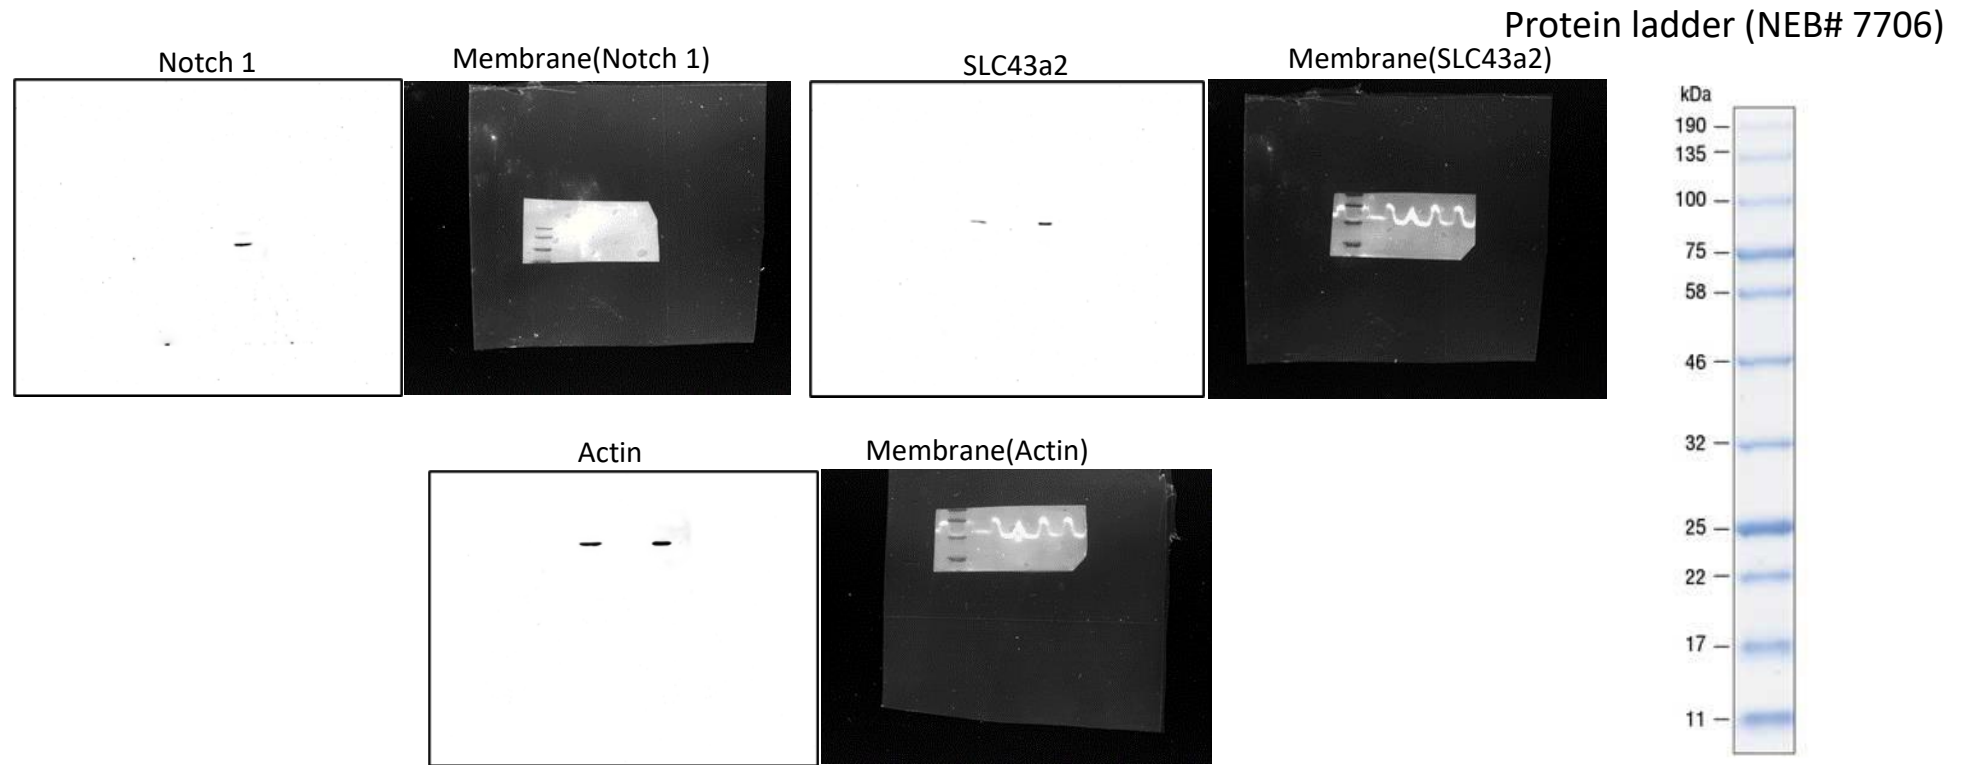 Protein ladder (NEB# 7706)
Notch 1
Membrane(Notch 1)
SLC43a2
Membrane(SLC43a2)
kDa
190
135
100
75
58
46
32
25
22
17
11
Actin
Membrane(Actin)